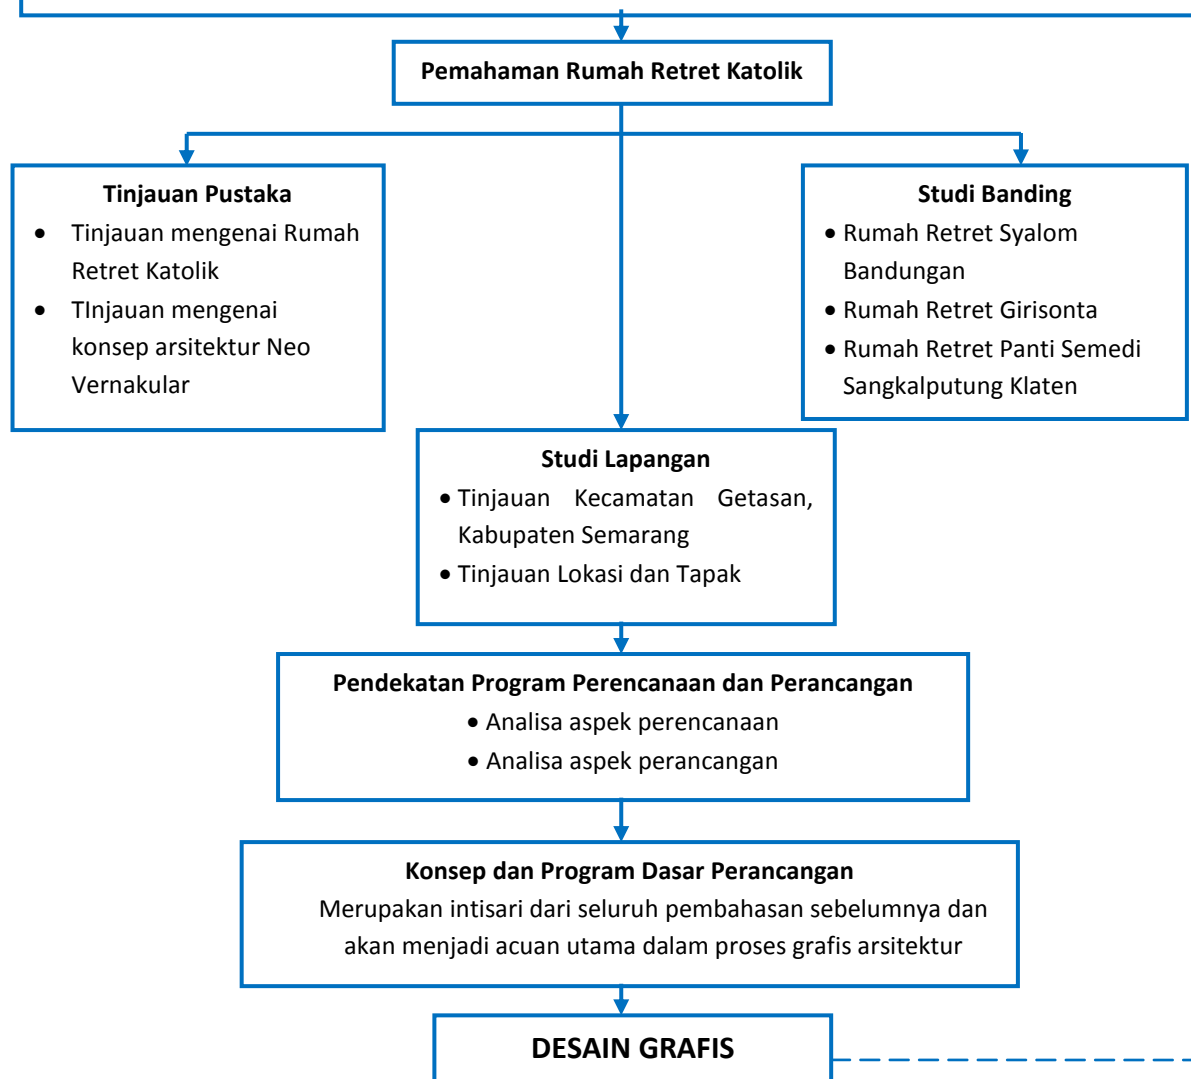 Pemahaman Rumah Retret Katolik
Tinjauan Pustaka
• Tinjauan mengenai Rumah
Retret Katolik
• TInjauan mengenai
konsep arsitektur Neo
Vernakular
Studi Banding
• Rumah Retret Syalom
Bandungan
• Rumah Retret Girisonta
• Rumah Retret Panti Semedi
Sangkalputung Klaten
Studi Lapangan
• Tinjauan Kecamatan Getasan,
Kabupaten Semarang
• Tinjauan Lokasi dan Tapak
Pendekatan Program Perencanaan dan Perancangan
• Analisa aspek perencanaan
• Analisa aspek perancangan
Konsep dan Program Dasar Perancangan
Merupakan intisari dari seluruh pembahasan sebelumnya dan
akan menjadi acuan utama dalam proses grafis arsitektur
DESAIN GRAFIS